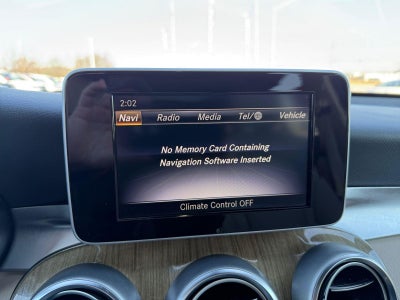 2:02
Navi Radio Media Tel/ Vehicle
No Memory Card Containing
Navigation Software Inserted
Climate Control OFF